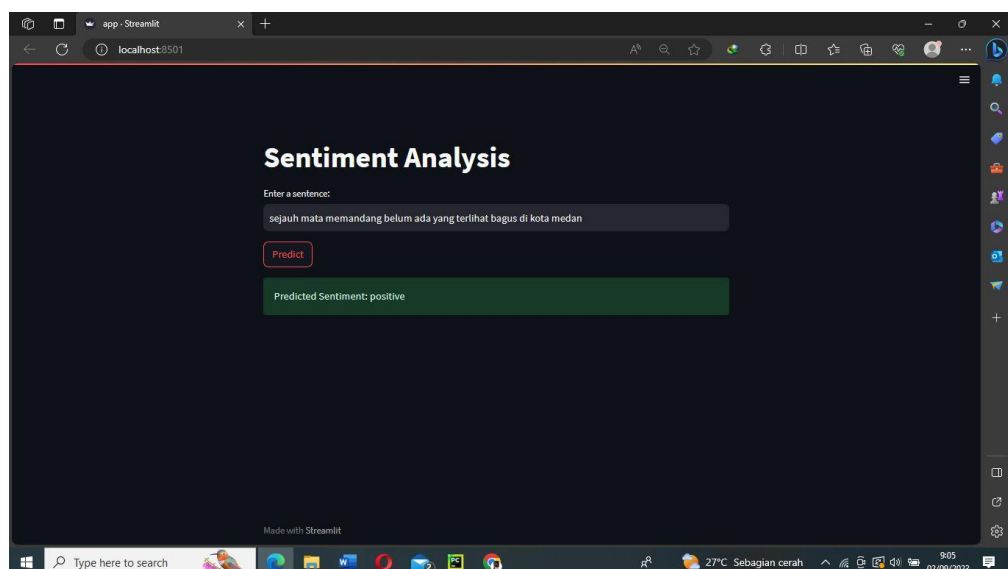 app · Streamlit
localhost:8501
Sentiment Analysis
Enter a sentence:
sejauh mata memandang belum ada yang terlihat bagus di kota medan
Predict
Predicted Sentiment: positive
Made with Streamlit
Type here to search
27°C Sebagian cerah
9:05